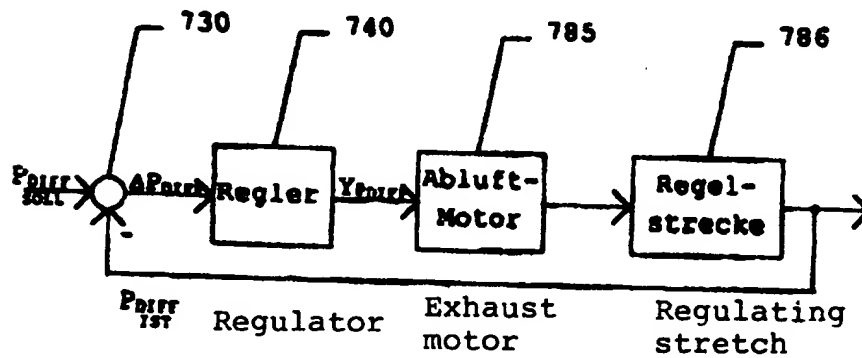 730
740
785
786
PDIFF
SOLL
ΔPDIFF
Regler
YPDIFF
Abluft-
Motor
Regel-
strecke
-
PDIFF
IST
Regulator
Exhaust
motor
Regulating
stretch